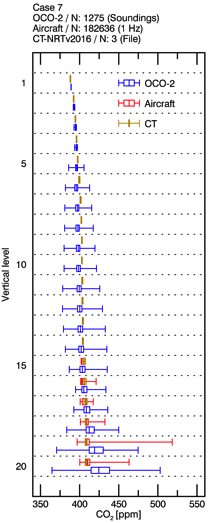 Case 7
OCO-2 / N: 1275 (Soundings)
Aircraft / N: 182636 (1 Hz)
CT-NRTv2016 / N: 3 (File)
OCO-2
Aircraft
CT
Vertical level
1
5
10
15
20
350 400 450 500 550
CO2 [ppm]